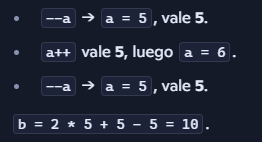 • --a → a = 5, vale 5.
• a++ vale 5, luego a = 6.
• --a → a = 5, vale 5.
b = 2 * 5 + 5 - 5 = 10.